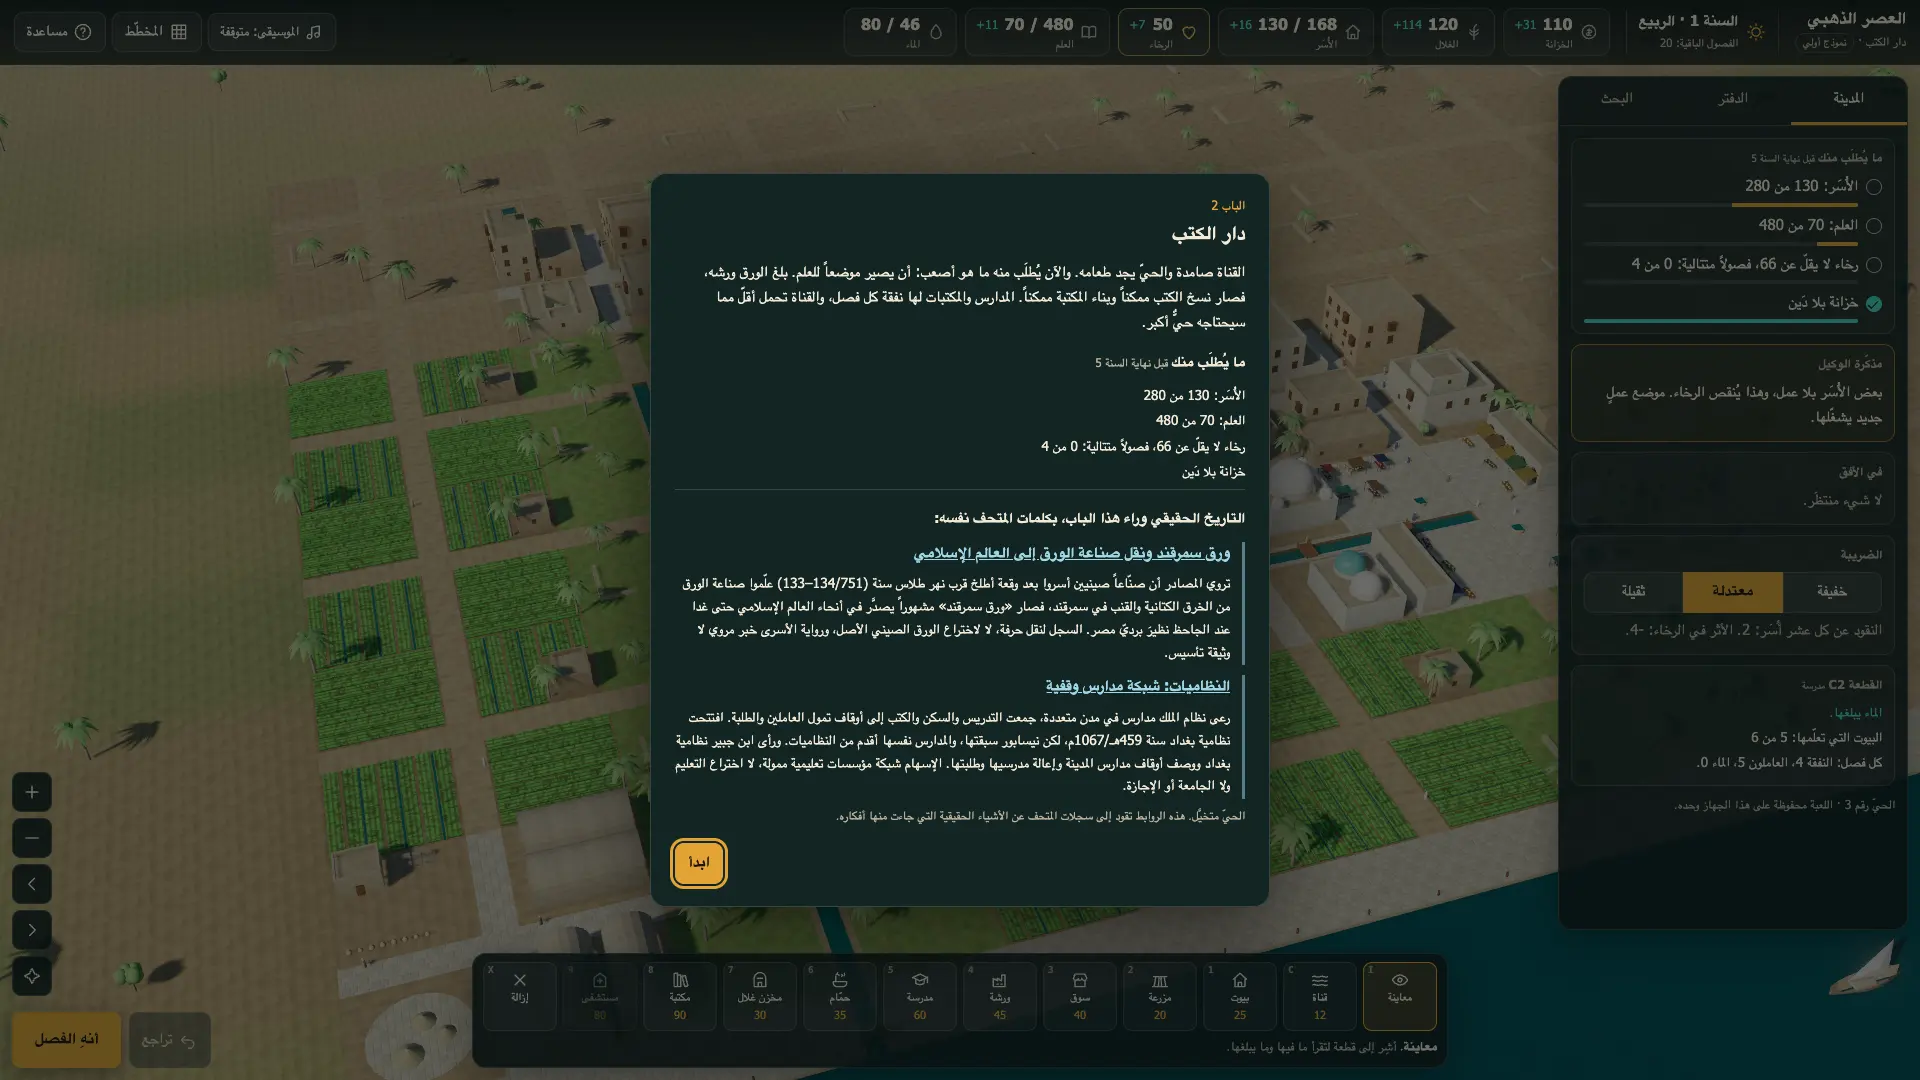 العصر الذهبي
دار الكتب · نموذج أولي
السنة 1 · الربيع
الفصول الباقية: 20
110 +31
الخزانة
120 +114
الغلال
168 / 130 +16
الأسَر
50 +7
الرخاء
480 / 70 +11
العلم
46 / 80
الماء
الموسيقى: متوقفة
المخطّط
مساعدة
المدينة
الدفتر
البحث
ما يُطلَب منك قبل نهاية السنة 5
الأُسَر: 130 من 280
العلم: 70 من 480
رخاء لا يقلّ عن 66، فصولاً متتالية: 0 من 4
خزانة بلا دَين
مذكّرة الوكيل
بعض الأُسَر بلا عمل، وهذا يُنقص الرخاء. موضع عملٍ
جديد يشغّلها.
في الأفق
لا شيء منتظَر.
الضريبة
خفيفة
معتدلة
ثقيلة
النقود عن كل عشر أُسَر: 2. الأثر في الرخاء: -4.
القطعة C2 مدرسة
الماء يبلغها.
البيوت التي تعلّمها: 5 من 6
كل فصل: النفقة 4، العاملون 5، الماء 0.
الحيّ رقم 3 · اللعبة محفوظة على هذا الجهاز وحده.
الباب 2
دار الكتب
القناة صامدة والحيّ يجد طعامه. والآن يُطلَب منه ما هو أصعب: أن يصير موضعاً للعلم. بلغ الورق ورشه،
فصار نسخ الكتب ممكناً وبناء المكتبة ممكناً. المدارس والمكتبات لها نفقة كل فصل، والقناة تحمل أقلّ مما
سيحتاجه حيٌّ أكبر.
ما يُطلَب منك قبل نهاية السنة 5
الأُسَر: 130 من 280
العلم: 70 من 480
رخاء لا يقلّ عن 66، فصولاً متتالية: 0 من 4
خزانة بلا دَين
التاريخ الحقيقي وراء هذا الباب، بكلمات المتحف نفسه:
ورق سمرقند ونقل صناعة الورق إلى العالم الإسلامي
تروي المصادر أن صنّاعاً صينيين أسروا بعد وقعة أطلخ قرب نهر طلاس سنة (133–134/751) علّموا صناعة الورق
من الخرق الكتانية والقنب في سمرقند، فصار «ورق سمرقند» مشهوراً يصدَّر في أنحاء العالم الإسلامي حتى غدا
عند الجاحظ نظيرَ برديّ مصر. السجل لنقل حرفة، لا لاختراع الورق الصيني الأصل، ورواية الأسرى خبر مروي لا
وثيقة تأسيس.
النظاميات: شبكة مدارس وقفية
رعى نظام الملك مدارس في مدن متعددة، جمعت التدريس والسكن والكتب إلى أوقاف تمول العاملين والطلبة. افتتحت
نظامية بغداد سنة 459هـ/1067م، لكن نيسابور سبقتها، والمدارس نفسها أقدم من النظاميات. ورأى ابن جبير نظامية
بغداد ووصف أوقاف مدارس المدينة وإعالة مدرسيها وطلبتها. الإسهام شبكة مؤسسات تعليمية ممولة، لا اختراع التعليم
ولا الجامعة أو الإجازة.
الحيّ متخيَّل. هذه الروابط تقود إلى سجلات المتحف عن الأشياء الحقيقية التي جاءت منها أفكاره.
ابدأ
I معاينة
C قناة 12
1 بيوت 25
2 مزرعة 20
3 سوق 40
4 ورشة 45
5 مدرسة 60
6 حمّام 35
7 مخزن غلال 30
8 مكتبة 90
9 مستشفى 80
X إزالة
معاينة. أشِر إلى قطعة لتقرأ ما فيها وما يبلغها.
تراجع
أنهِ الفصل